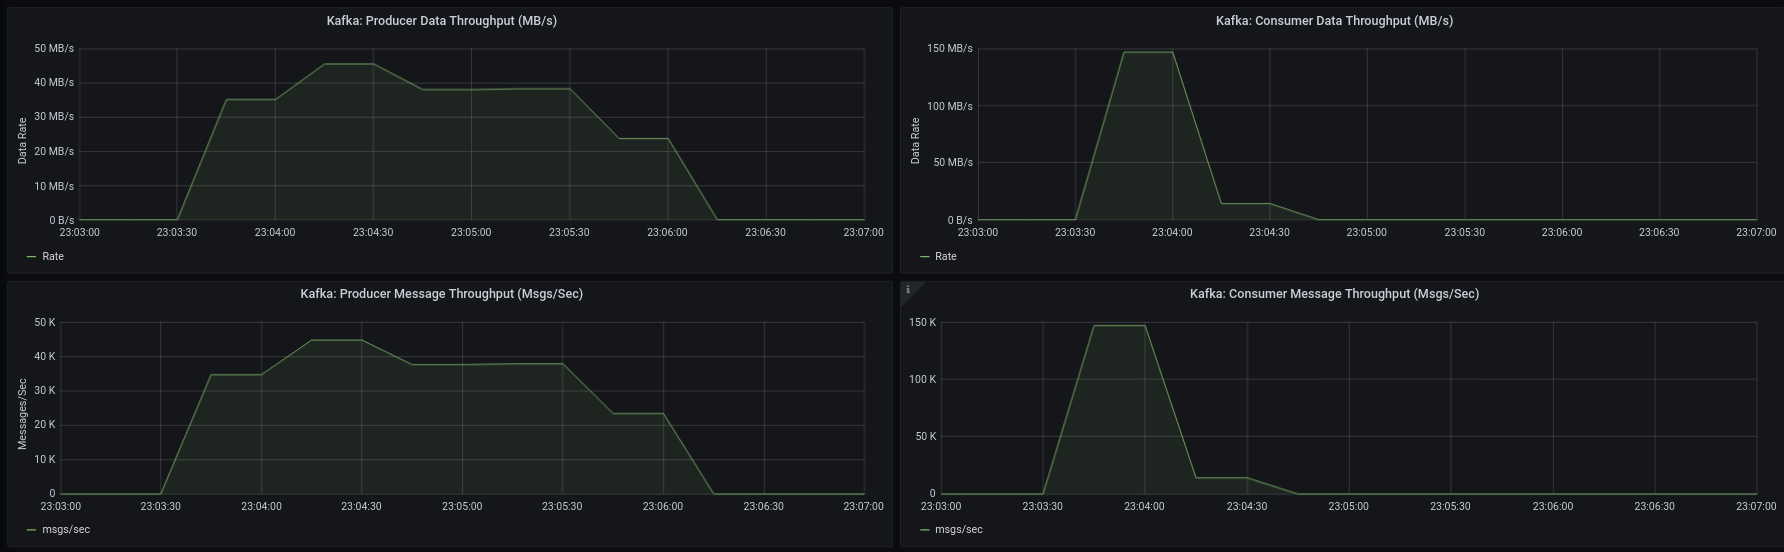 Kafka: Producer Data Throughput (MB/s)
50 MB/s
40 MB/s
30 MB/s
20 MB/s
10 MB/s
0 B/s
Data Rate
23:03:00 23:03:30 23:04:00 23:04:30 23:05:00 23:05:30 23:06:00 23:06:30 23:07:00
Rate
Kafka: Consumer Data Throughput (MB/s)
150 MB/s
100 MB/s
50 MB/s
0 B/s
Data Rate
23:03:00 23:03:30 23:04:00 23:04:30 23:05:00 23:05:30 23:06:00 23:06:30 23:07:00
Rate
Kafka: Producer Message Throughput (Msgs/Sec)
50 K
40 K
30 K
20 K
10 K
0
Messages/Sec
23:03:00 23:03:30 23:04:00 23:04:30 23:05:00 23:05:30 23:06:00 23:06:30 23:07:00
msgs/sec
i
Kafka: Consumer Message Throughput (Msgs/Sec)
150 K
100 K
50 K
0
23:03:00 23:03:30 23:04:00 23:04:30 23:05:00 23:05:30 23:06:00 23:06:30 23:07:00
msgs/sec